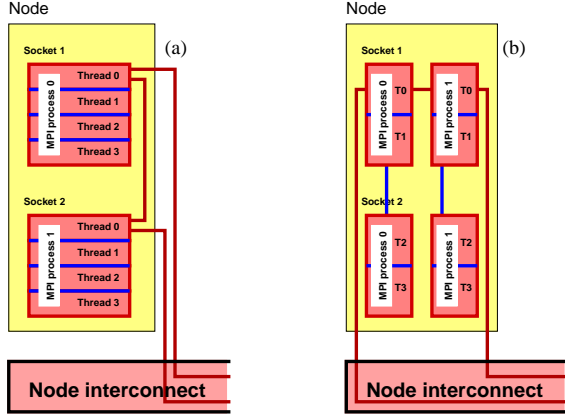 Node
(a)
Socket 1
MPI process 0
Thread 0
Thread 1
Thread 2
Thread 3
Socket 2
MPI process 1
Thread 0
Thread 1
Thread 2
Thread 3
Node interconnect
Node
(b)
Socket 1
MPI process 0
T0
T1
MPI process 1
T0
T1
Socket 2
MPI process 0
T2
T3
MPI process 1
T2
T3
Node interconnect